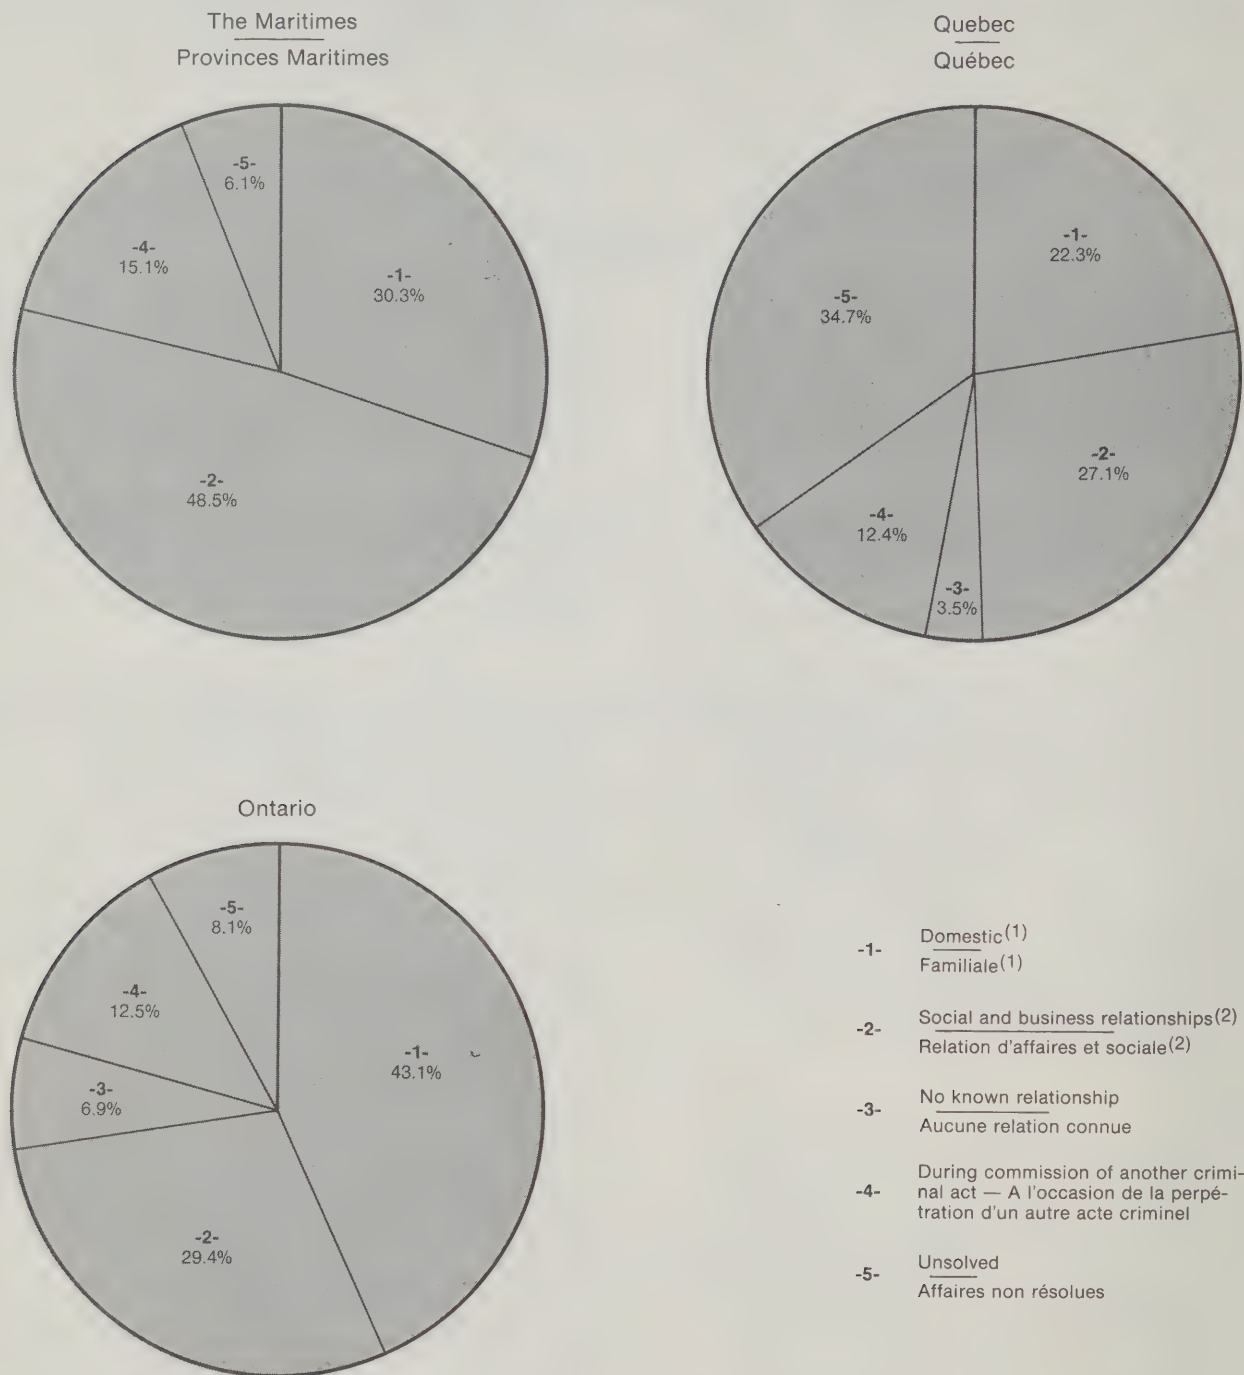 The Maritimes
Provinces Maritimes
-5-
6.1%
-4-
15.1%
-1-
30.3%
-2-
48.5%
Quebec
Québec
-1-
22.3%
-5-
34.7%
-2-
27.1%
-4-
12.4%
-3-
3.5%
Ontario
-5-
8.1%
-4-
12.5%
-1-
43.1%
-3-
6.9%
-2-
29.4%
-1-
Domestic(1)
Familiale(1)
-2-
Social and business relationships(2)
Relation d'affaires et sociale(2)
-3-
No known relationship
Aucune relation connue
-4-
During commission of another crimi-
nal act — A l'occasion de la perpé-
tration d'un autre acte criminel
-5-
Unsolved
Affaires non résolues